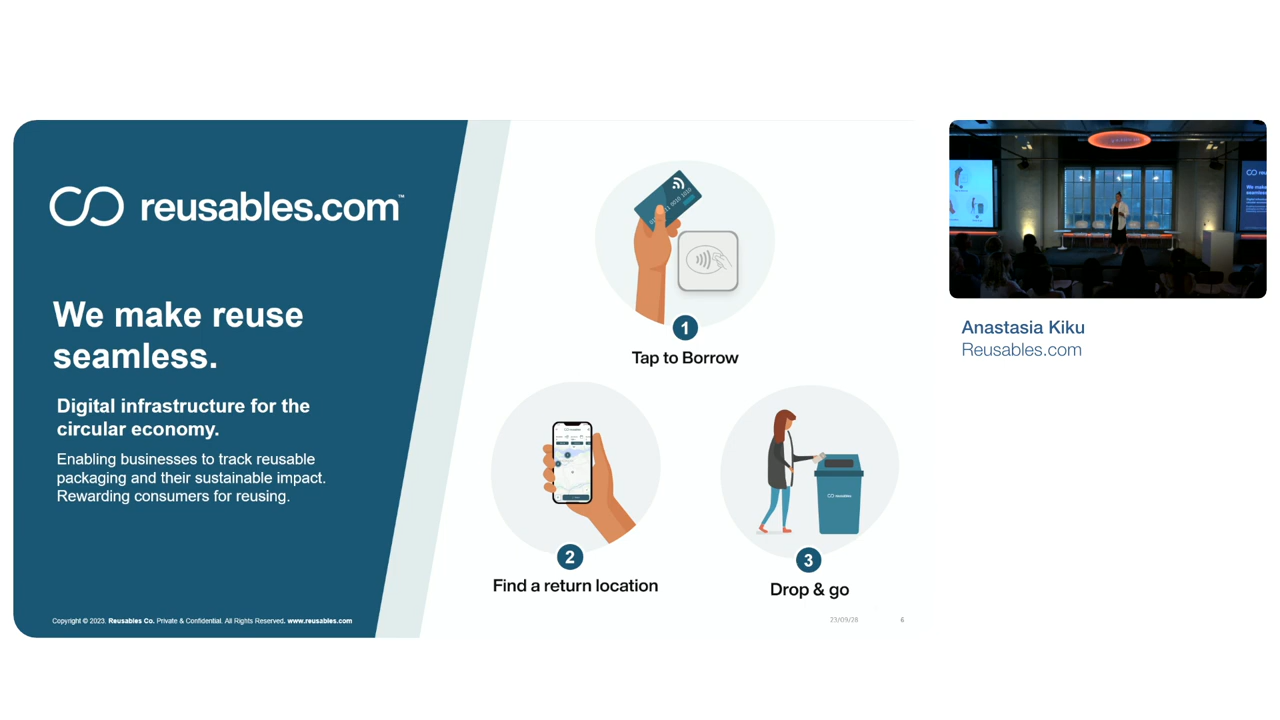 reusables.com™
We make reuse
seamless.
Digital infrastructure for the
circular economy.
Enabling businesses to track reusable
packaging and their sustainable impact.
Rewarding consumers for reusing.
Copyright © 2023. Reusables Co. Private & Confidential. All Rights Reserved. www.reusables.com
1
Tap to Borrow
2
Find a return location
reusables
3
Drop & go
23/09/28
6
Anastasia Kiku
Reusables.com